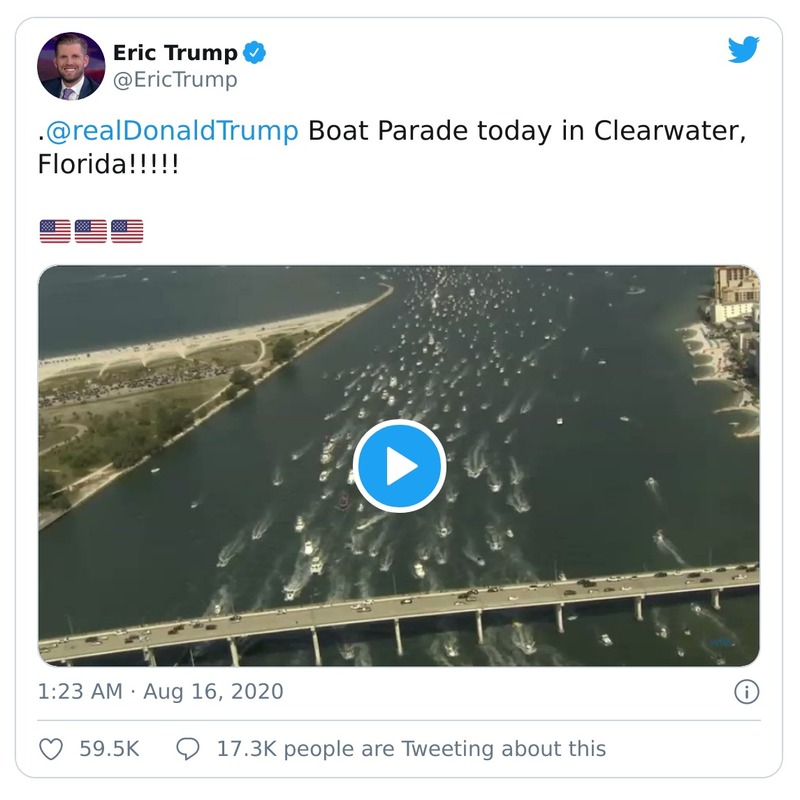 Eric Trump
@EricTrump
.@realDonaldTrump Boat Parade today in Clearwater,
Florida!!!!!
🇺🇸🇺🇸🇺🇸
1:23 AM · Aug 16, 2020
59.5K 17.3K people are Tweeting about this